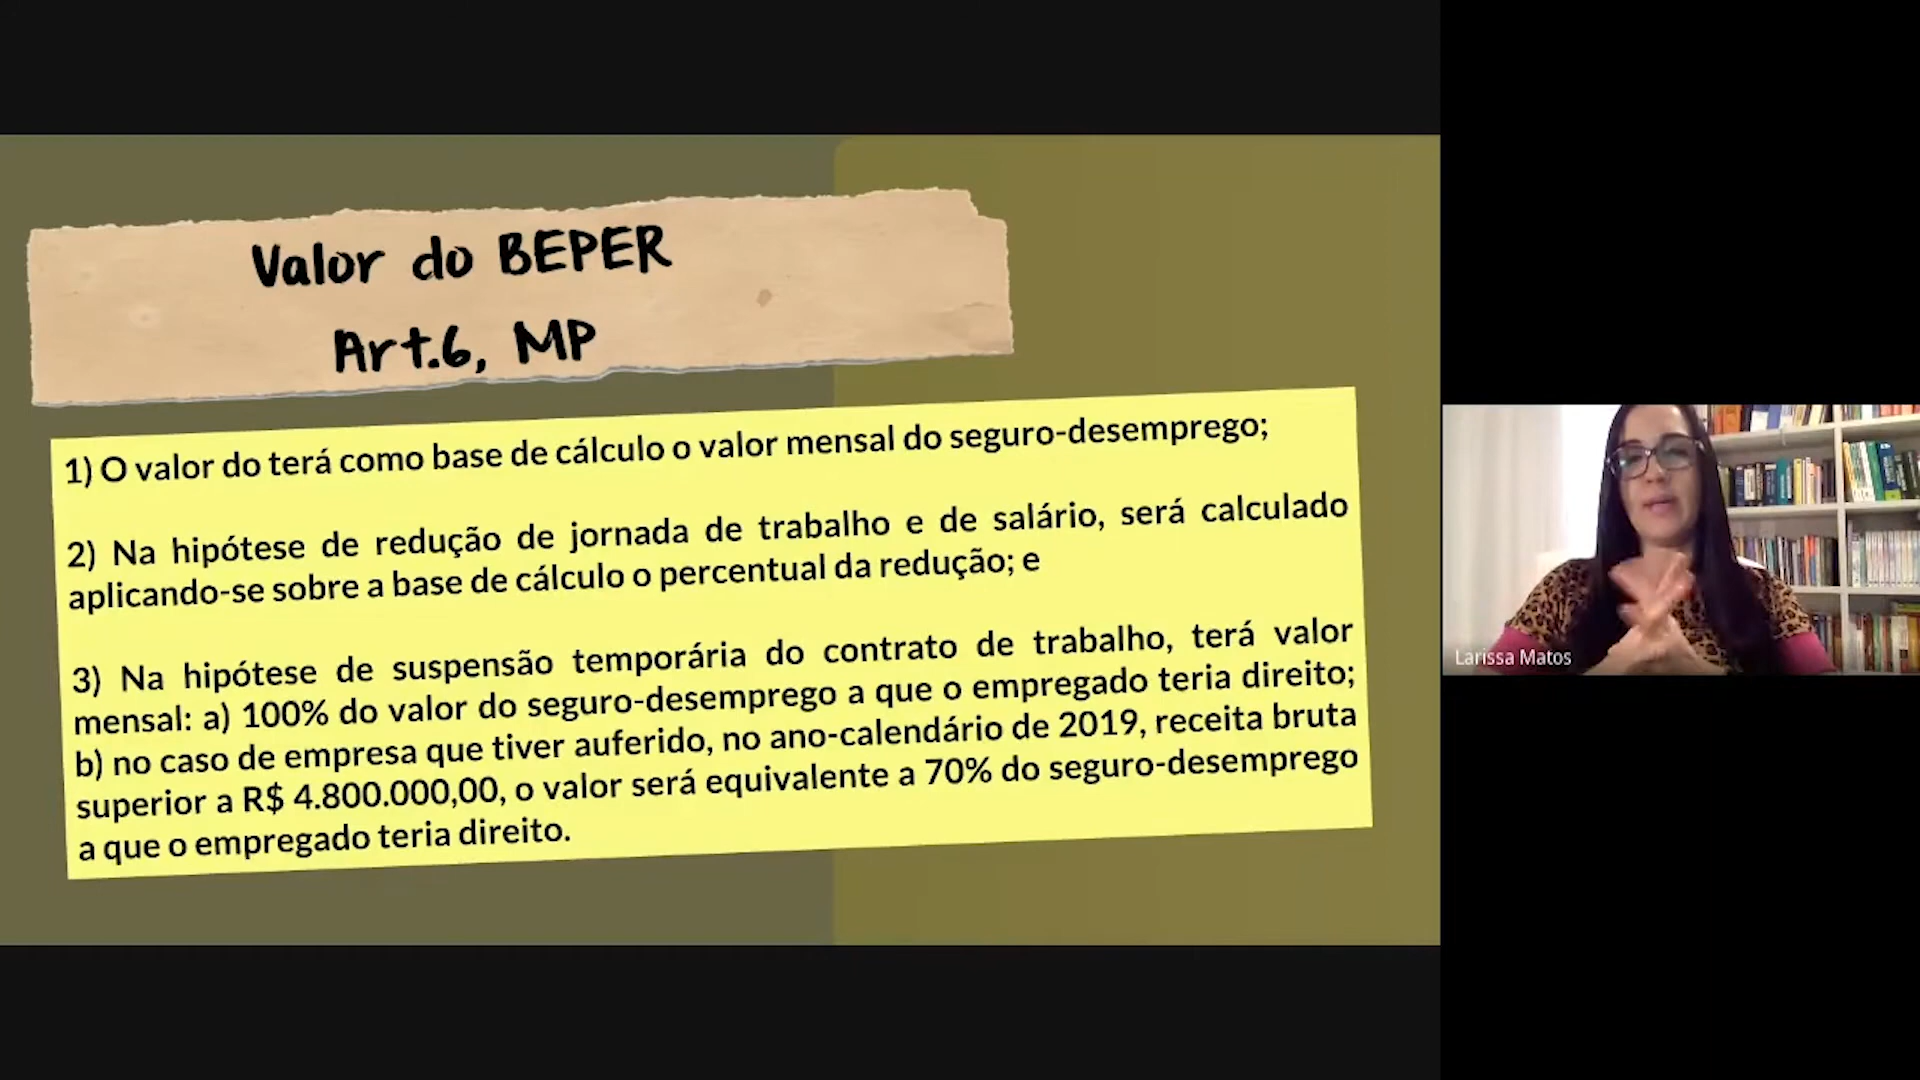 Valor do BEPER
Art.6, MP
1) O valor do terá como base de cálculo o valor mensal do seguro-desemprego;
2) Na hipótese de redução de jornada de trabalho e de salário, será calculado
aplicando-se sobre a base de cálculo o percentual da redução; e
3) Na hipótese de suspensão temporária do contrato de trabalho, terá valor
mensal: a) 100% do valor do seguro-desemprego a que o empregado teria direito;
b) no caso de empresa que tiver auferido, no ano-calendário de 2019, receita bruta
superior a R$ 4.800.000,00, o valor será equivalente a 70% do seguro-desemprego
a que o empregado teria direito.
Larissa Matos